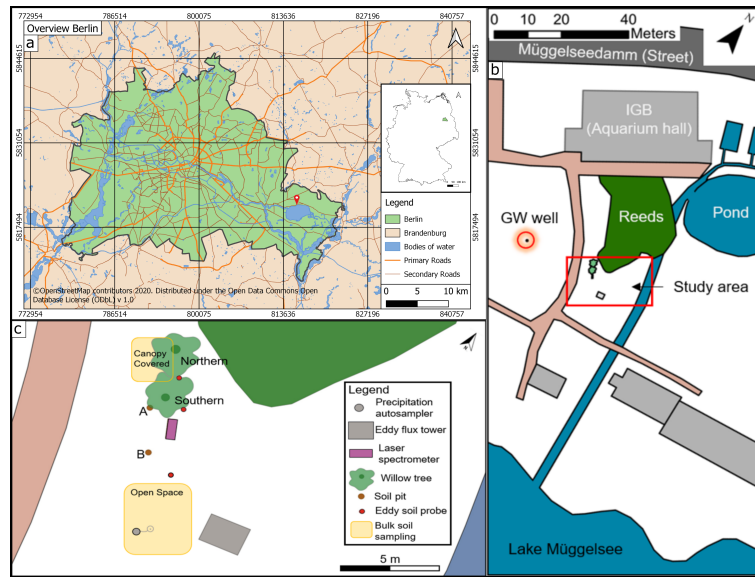 772954 786514 800075 813636 827196 840757
Overview Berlin
a
5844615
5831054
5817494
5844615
5831054
5817494
Legend
Berlin
Brandenburg
Bodies of water
Primary Roads
Secondary Roads
0 5 10 km
©OpenStreetMap contributors 2020. Distributed under the Open Data Commons Open
Database License (ODbL) v 1.0
772954 786514 800075 813636 827196 840757
0 20 40
Meters
N
Müggelseedamm (Street)
b
IGB
(Aquarium hall)
GW well
Reeds
Pond
Study area
Lake Müggelsee
c
Canopy
Covered
Northern
Southern
A
B
Open Space
Legend
Precipitation
autosampler
Eddy flux tower
Laser
spectrometer
Willow tree
Soil pit
Eddy soil probe
Bulk soil
sampling
5 m